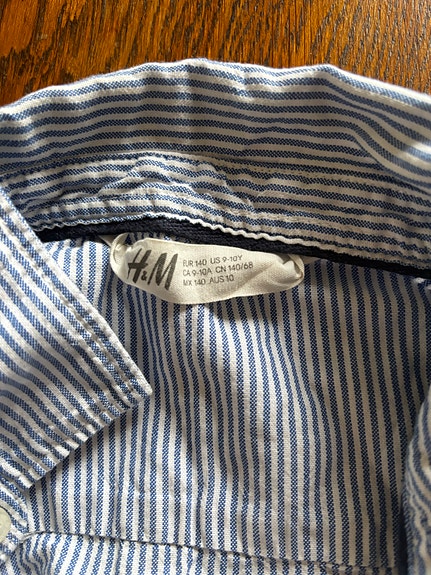 H&M
EUR 140 US 9-10Y
CA 9-10A CN 140/68
MX 140 AUS 10